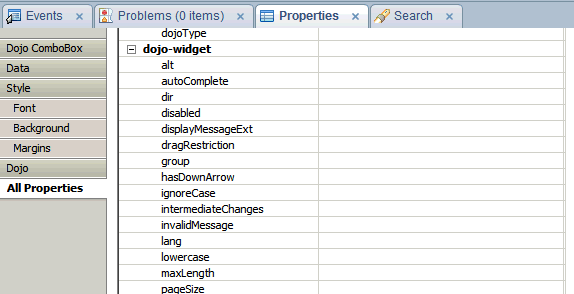 Events
Problems (0 items)
Properties
Search
Dojo ComboBox
Data
Style
Font
Background
Margins
Dojo
All Properties
dojoType
dojo-widget
alt
autoComplete
dir
disabled
displayMessageExt
dragRestriction
group
hasDownArrow
ignoreCase
intermediateChanges
invalidMessage
lang
lowercase
maxLength
pageSize